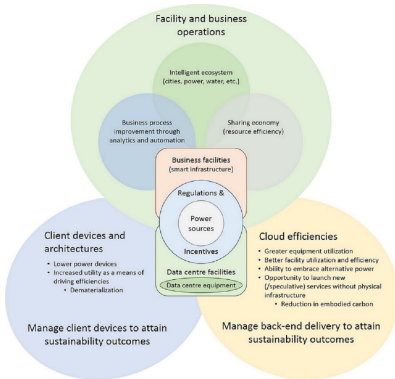 Facility and business
operations
Intelligent ecosystem
(cities, power, water, etc.)
Business process
improvement through
analytics and automation
Sharing economy
(resource efficiency)
Business facilities
(smart infrastructure)
Regulations &
Power
sources
Incentives
Data centre facilities
Data centre equipment
Client devices and
architectures
• Lower power devices
• Increased utility as a means of
driving efficiencies
• Dematerialization
Manage client devices to attain
sustainability outcomes
Cloud efficiencies
• Greater equipment utilization
• Better facility utilization and efficiency
• Ability to embrace alternative power
• Opportunity to launch new
(/speculative) services without physical
infrastructure
• Reduction in embodied carbon
Manage back-end delivery to attain
sustainability outcomes